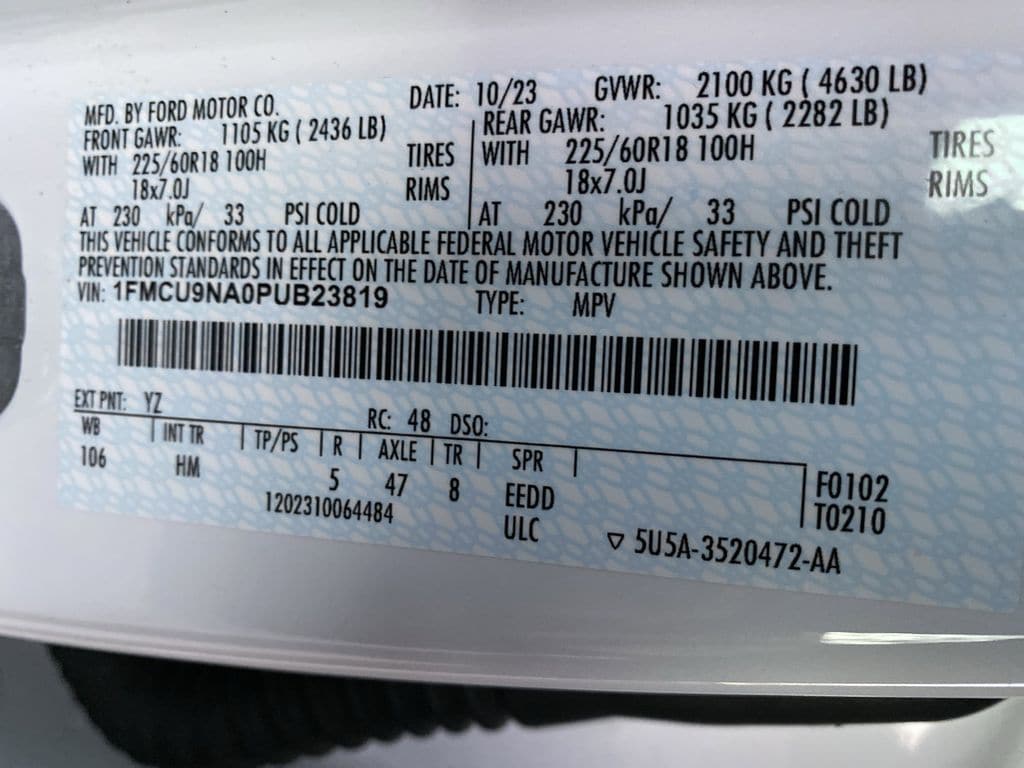 MFD. BY FORD MOTOR CO. DATE: 10/23 GVWR: 2100 KG ( 4630 LB)
FRONT GAWR: 1105 KG ( 2436 LB) REAR GAWR: 1035 KG ( 2282 LB)
WITH 225/60R18 100H TIRES WITH 225/60R18 100H TIRES
18x7.0J RIMS 18x7.0J RIMS
AT 230 kPa/ 33 PSI COLD AT 230 kPa/ 33 PSI COLD
THIS VEHICLE CONFORMS TO ALL APPLICABLE FEDERAL MOTOR VEHICLE SAFETY AND THEFT
PREVENTION STANDARDS IN EFFECT ON THE DATE OF MANUFACTURE SHOWN ABOVE.
VIN: 1FMCU9NA0PUB23819 TYPE: MPV
EXT PNT: YZ RC: 48 DSO:
WB INT TR TP/PS R AXLE TR SPR
106 HM 5 47 8 EEDD F0102
1202310064484 ULC T0210
▽ 5U5A-3520472-AA